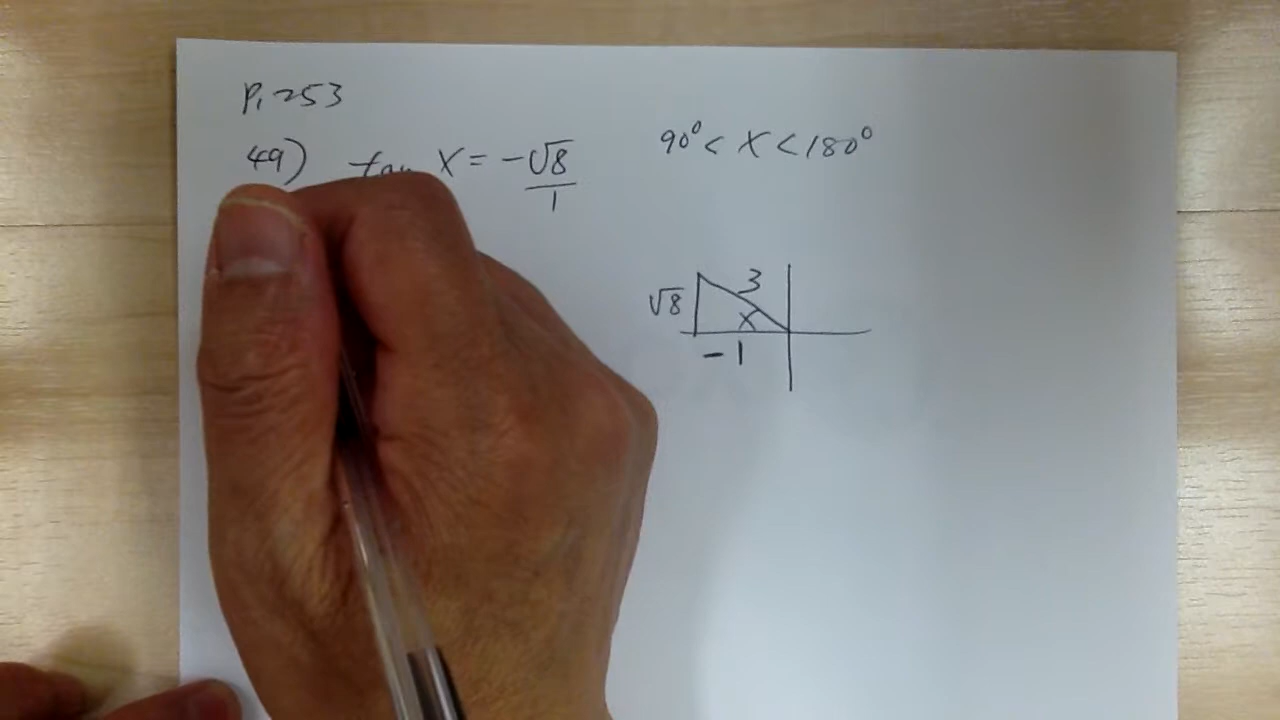 P. 253
49) tan x = -√8/1 90° < x < 180°
3
√8 x
-1